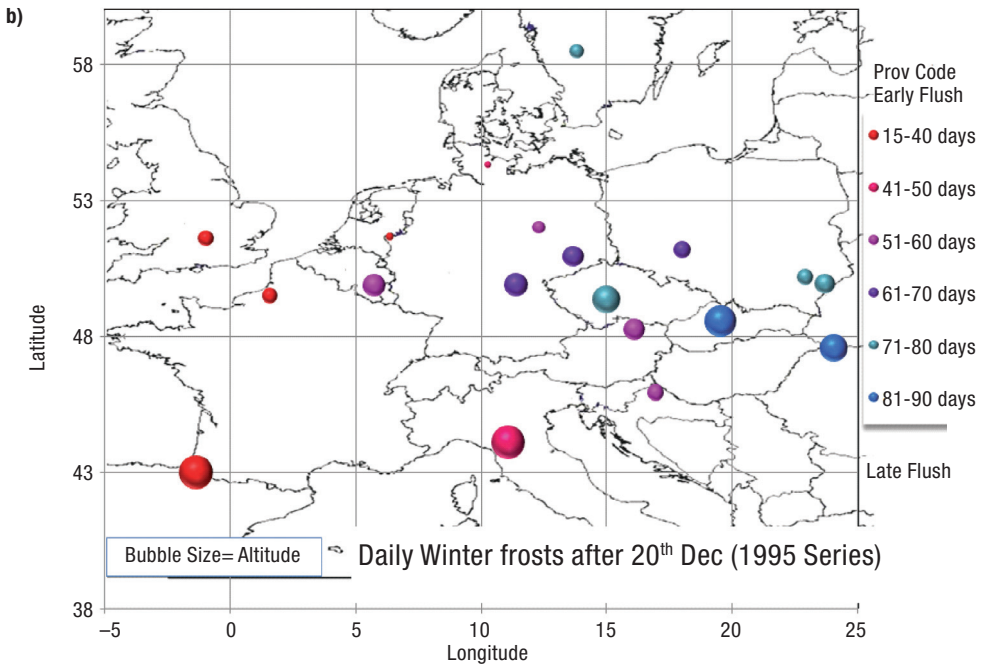 b)
58
53
48
43
38
Latitude
−5
0
5
10
15
20
25
Longitude
Prov Code
Early Flush
15-40 days
41-50 days
51-60 days
61-70 days
71-80 days
81-90 days
Late Flush
Bubble Size= Altitude
Daily Winter frosts after 20th Dec (1995 Series)